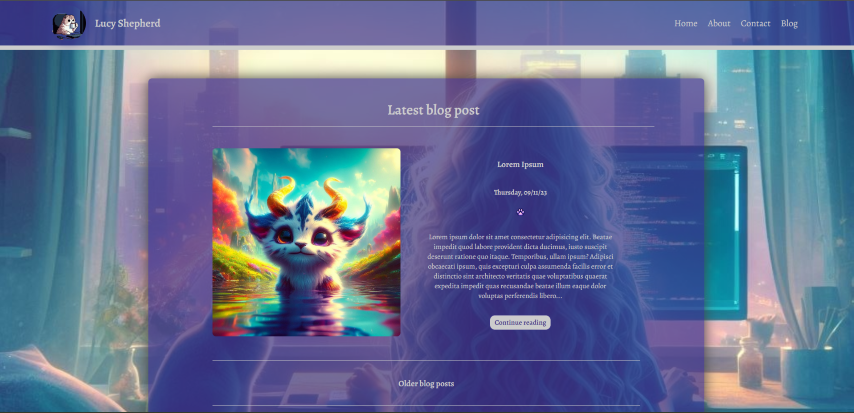 Lucy Shepherd
Home About Contact Blog
Latest blog post
Lorem Ipsum
Thursday, 09/11/23
Lorem ipsum dolor sit amet consectetur adipisicing elit. Beatae
impedit quod labore provident dicta ducimus, iusto suscipit
deserunt ratione quo itaque. Temporibus, ullam ipsum? Adipisci
obcaecati ipsum, quis excepturi culpa assumenda facilis error et
distinctio sint architecto veritatis quae voluptatibus quaerat
expedita impedit quas recusandae beatae illum eaque dolor
voluptas perferendis libero...
Continue reading
Older blog posts